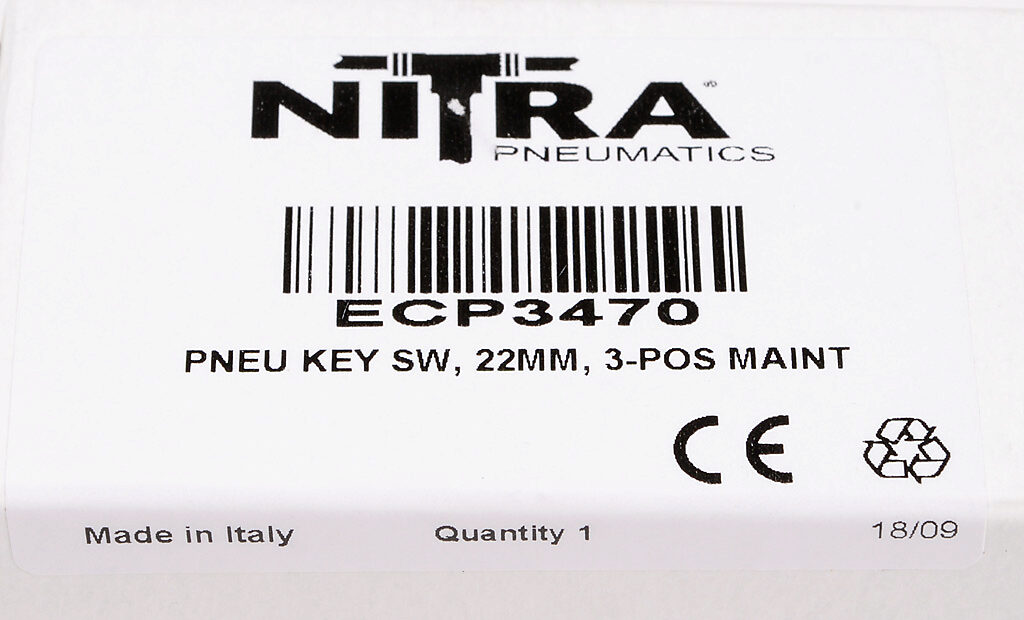 NITRA®
PNEUMATICS
ECP3470
PNEU KEY SW, 22MM, 3-POS MAINT
CE
Made in Italy Quantity 1 18/09